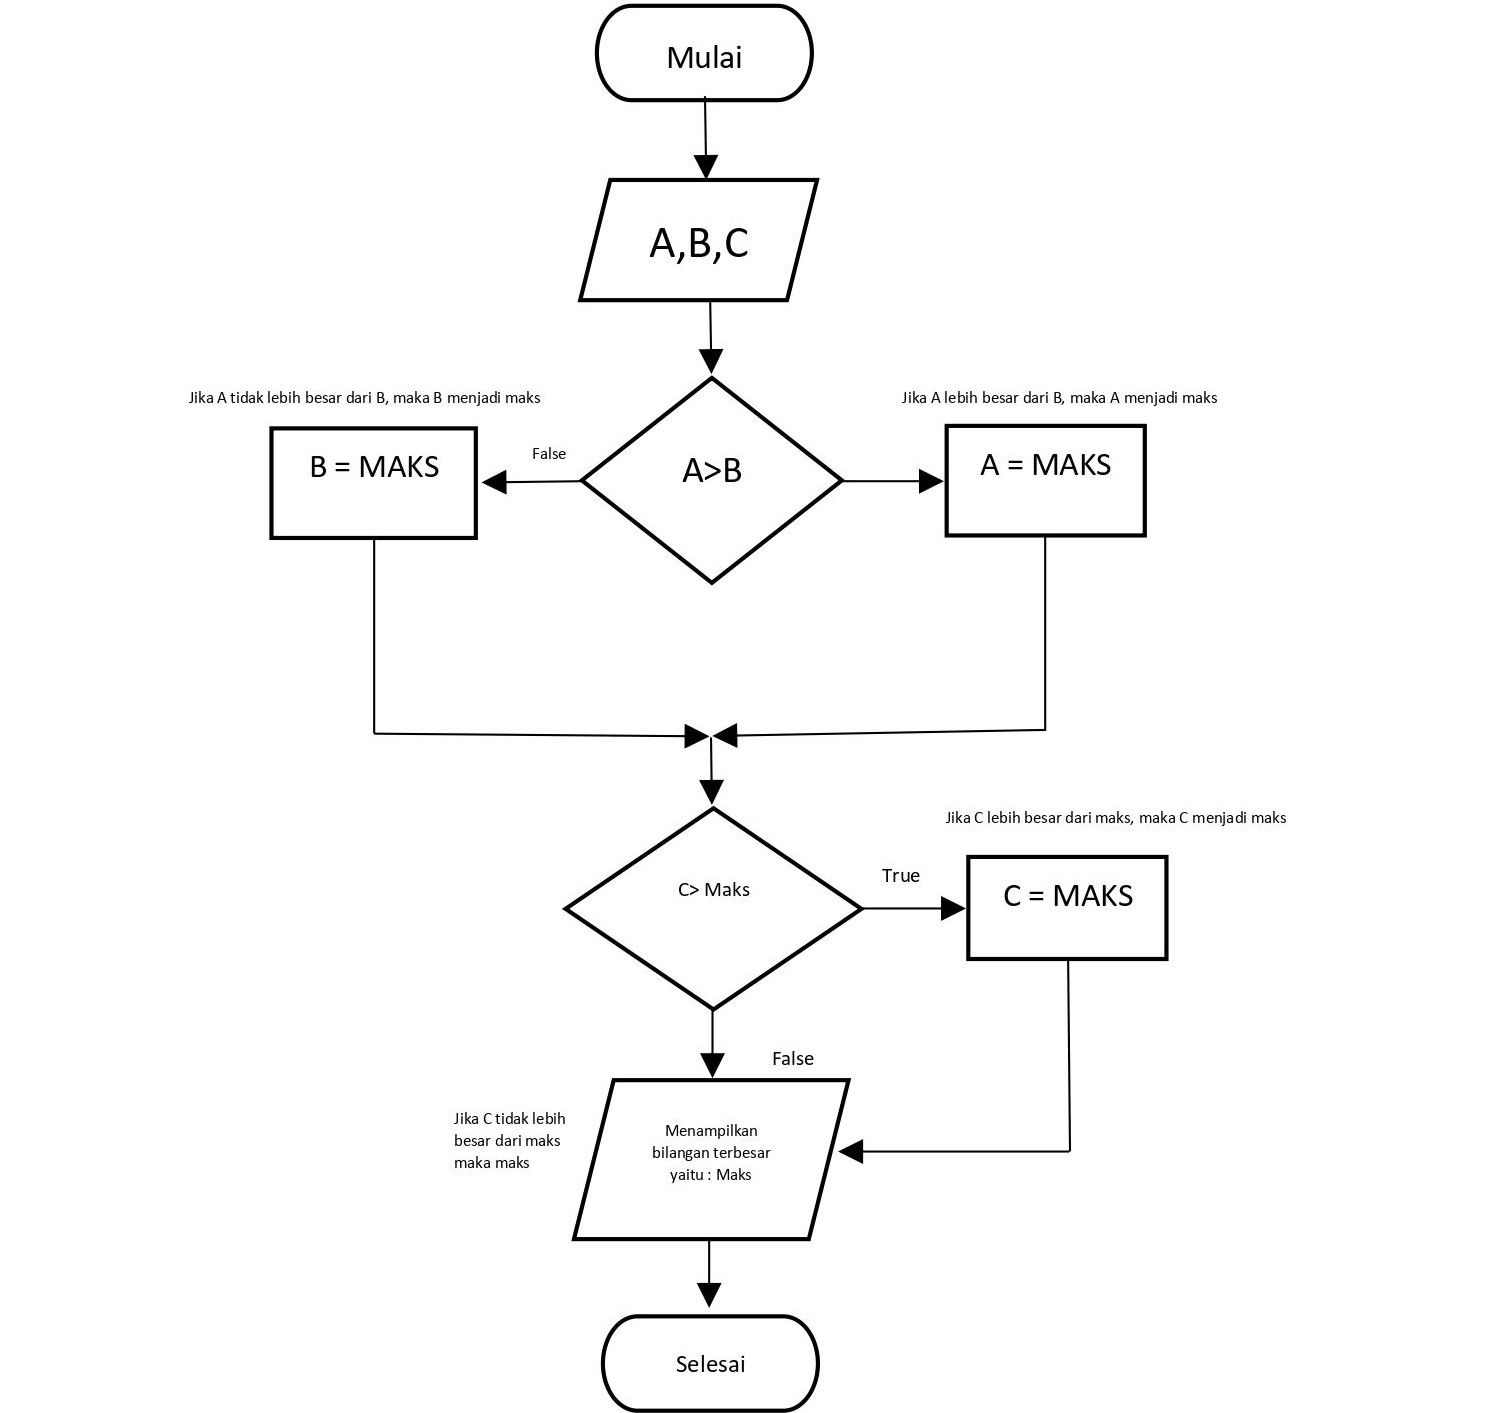 Mulai
A,B,C
Jika A tidak lebih besar dari B, maka B menjadi maks
Jika A lebih besar dari B, maka A menjadi maks
B = MAKS
False
A>B
A = MAKS
Jika C lebih besar dari maks, maka C menjadi maks
C> Maks
True
C = MAKS
False
Jika C tidak lebih
besar dari maks
maka maks
Menampilkan
bilangan terbesar
yaitu : Maks
Selesai